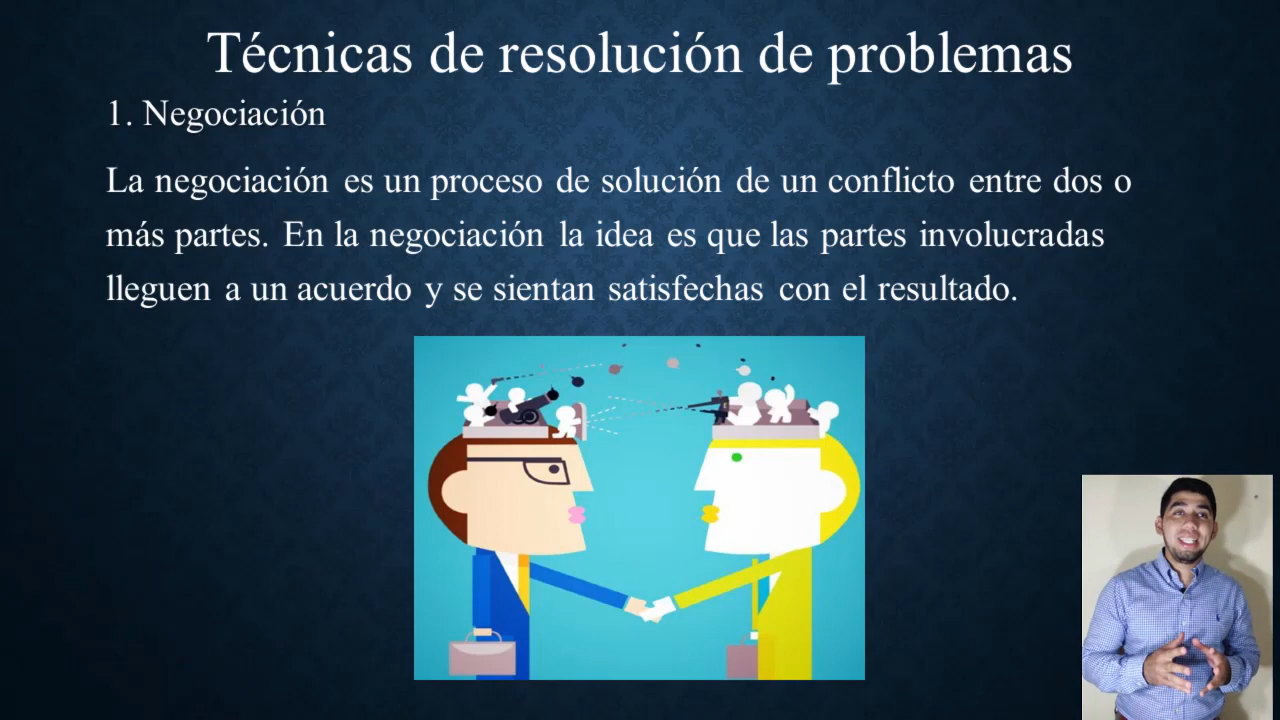 Técnicas de resolución de problemas
1. Negociación
La negociación es un proceso de solución de un conflicto entre dos o
más partes. En la negociación la idea es que las partes involucradas
lleguen a un acuerdo y se sientan satisfechas con el resultado.